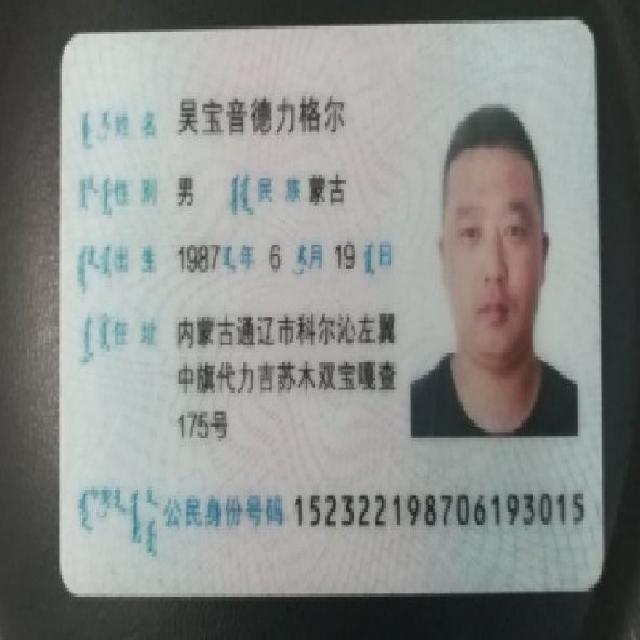 姓名 吴宝音德力格尔
性别 男 民族 蒙古
出生 1987 年 6 月 19 日
住址 内蒙古通辽市科尔沁左翼
中旗代力吉苏木双宝嘎查
175号
公民身份号码 152322198706193015